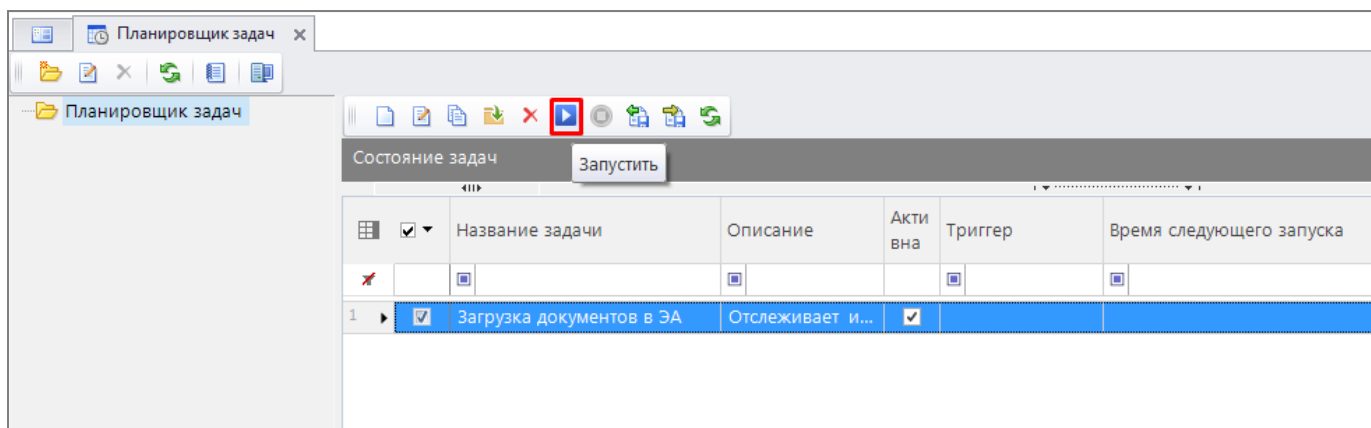 Планировщик задач
Планировщик задач
Состояние задач
Запустить
Название задачи Описание Акти
вна Триггер Время следующего запуска
1 Загрузка документов в ЭА Отслеживает и...